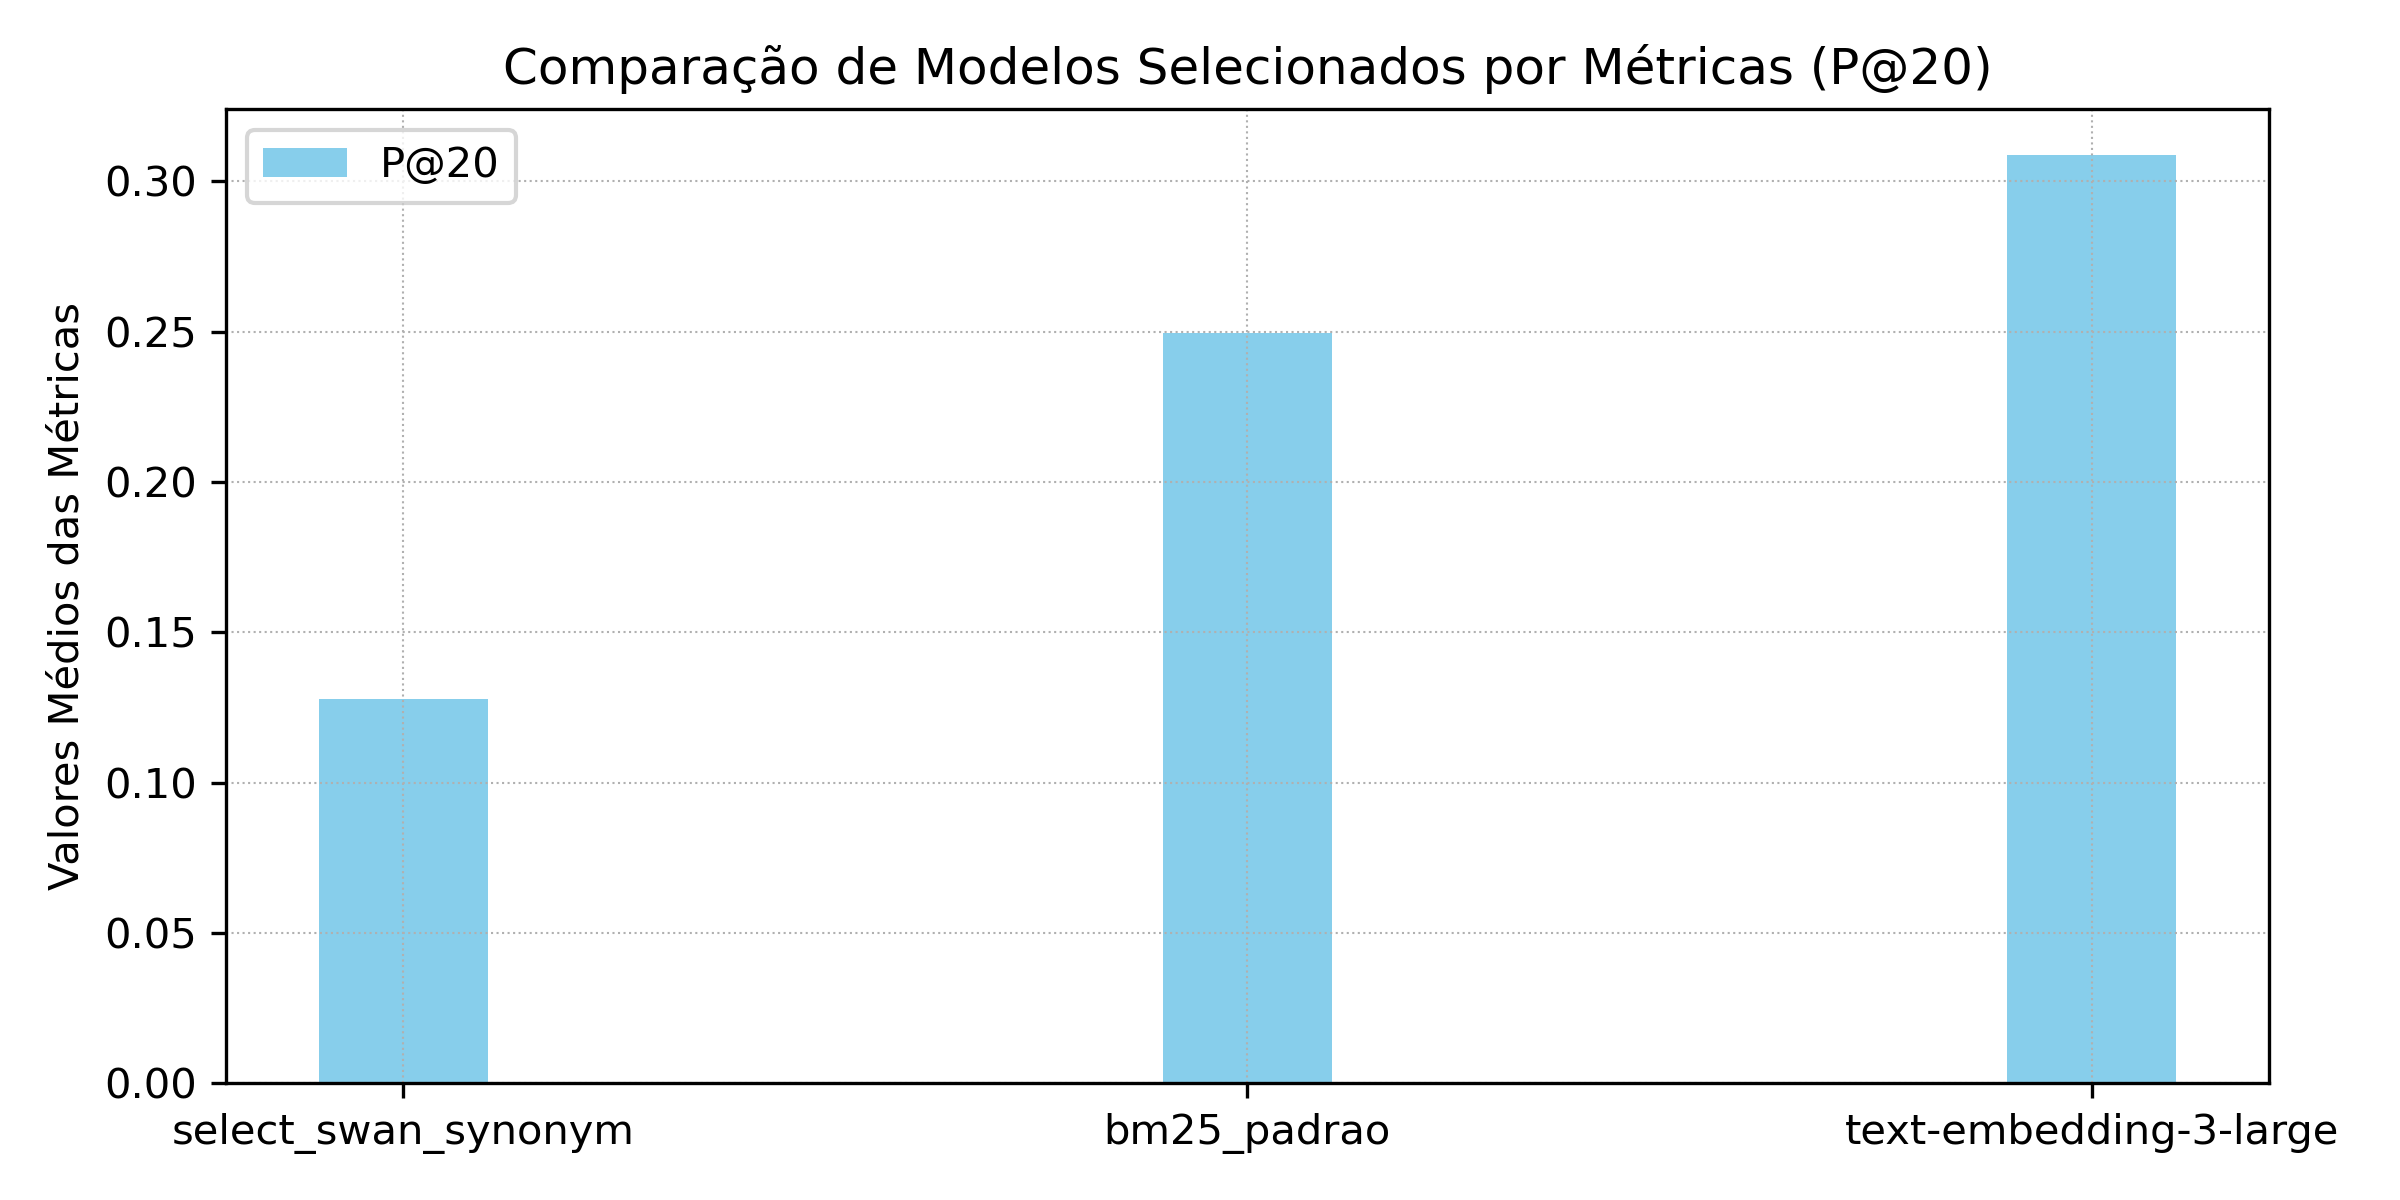 Comparação de Modelos Selecionados por Métricas (P@20)
P@20
Valores Médios das Métricas
0.30
0.25
0.20
0.15
0.10
0.05
0.00
select_swan_synonym
bm25_padrao
text-embedding-3-large